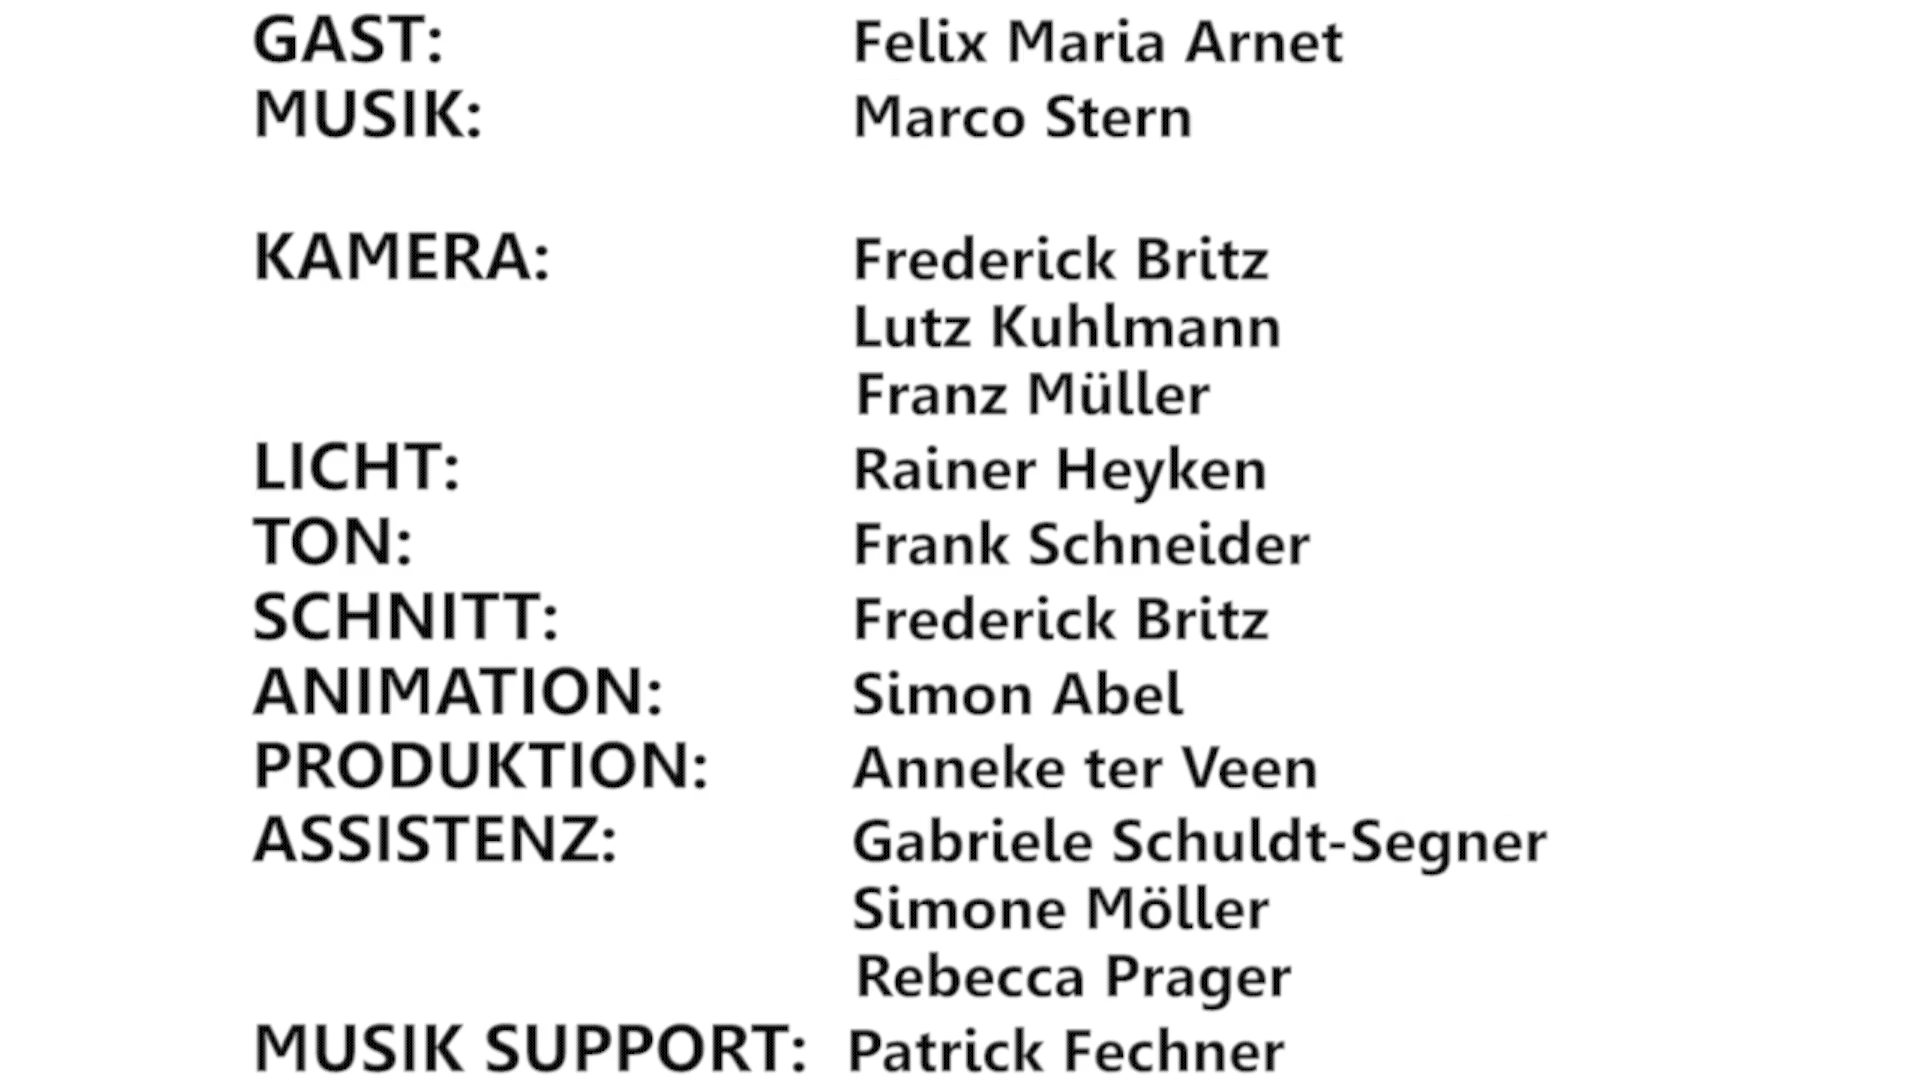 GAST: Felix Maria Arnet
MUSIK: Marco Stern
KAMERA: Frederick Britz
Lutz Kuhlmann
Franz Müller
LICHT: Rainer Heyken
TON: Frank Schneider
SCHNITT: Frederick Britz
ANIMATION: Simon Abel
PRODUKTION: Anneke ter Veen
ASSISTENZ: Gabriele Schuldt-Segner
Simone Möller
Rebecca Prager
MUSIK SUPPORT: Patrick Fechner